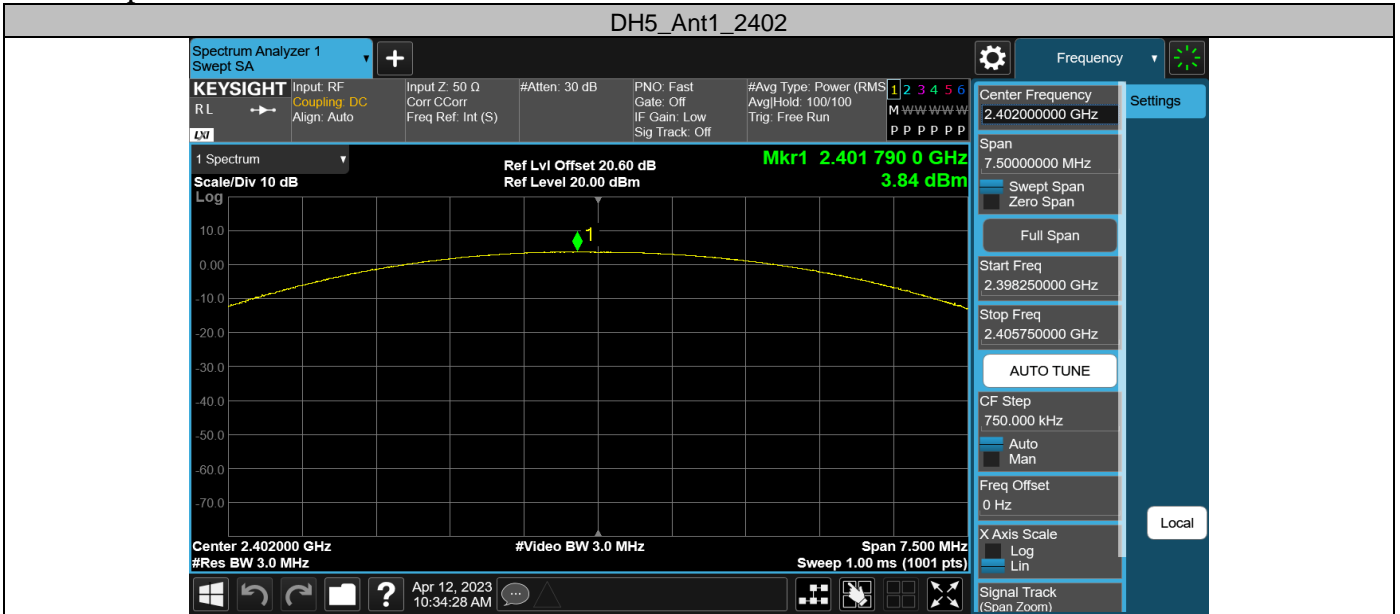 DH5_Ant1_2402
Spectrum Analyzer 1
Swept SA
Frequency
KEYSIGHT
RL
LXI
Input: RF
Coupling: DC
Align: Auto
Input Z: 50 Ω
Corr CCorr
Freq Ref: Int (S)
#Atten: 30 dB
PNO: Fast
Gate: Off
IF Gain: Low
Sig Track: Off
#Avg Type: Power (RMS
Avg|Hold: 100/100
Trig: Free Run
1 2 3 4 5 6
M W W W W W
P P P P P P
Center Frequency
2.402000000 GHz
Settings
Span
7.50000000 MHz
Swept Span
Zero Span
Full Span
Start Freq
2.398250000 GHz
Stop Freq
2.405750000 GHz
AUTO TUNE
CF Step
750.000 kHz
Auto
Man
Freq Offset
0 Hz
X Axis Scale
Log
Lin
Local
Signal Track
(Span Zoom)
1 Spectrum
Scale/Div 10 dB
Log
Ref Lvl Offset 20.60 dB
Ref Level 20.00 dBm
Mkr1 2.401 790 0 GHz
3.84 dBm
1
10.0
0.00
-10.0
-20.0
-30.0
-40.0
-50.0
-60.0
-70.0
Center 2.402000 GHz
#Res BW 3.0 MHz
#Video BW 3.0 MHz
Span 7.500 MHz
Sweep 1.00 ms (1001 pts)
?
Apr 12, 2023
10:34:28 AM